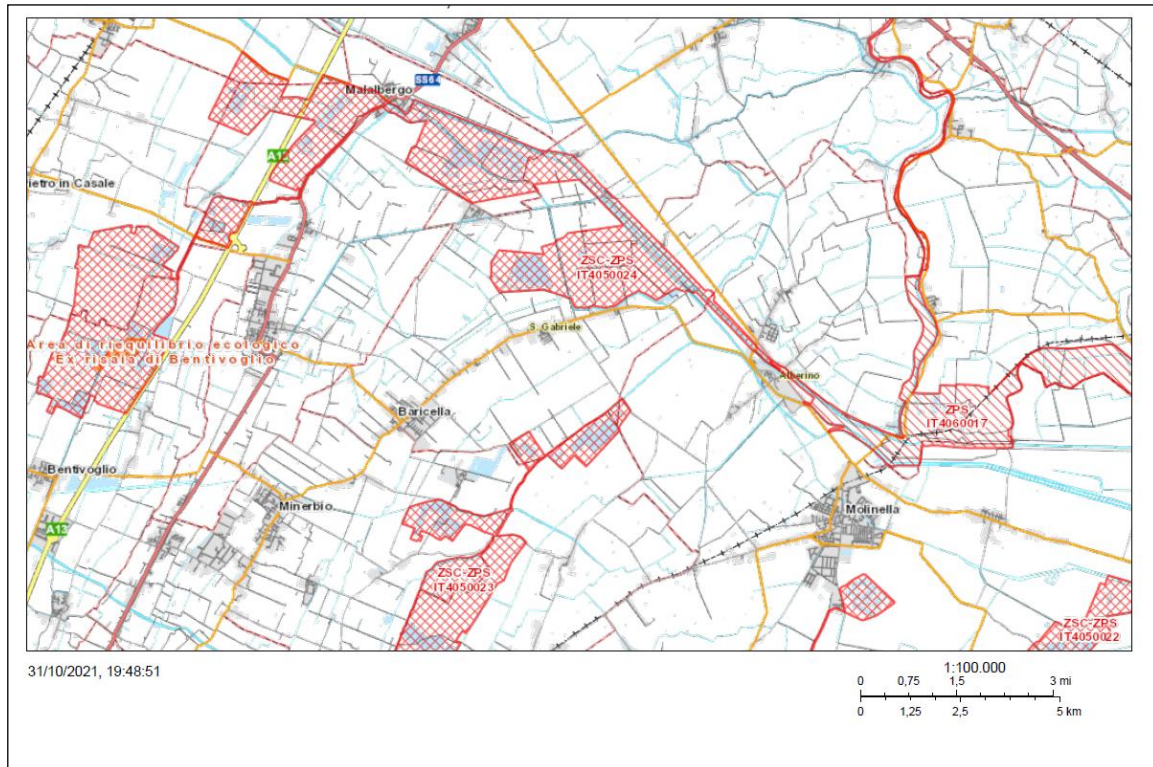 SS64
Malalbergo
A13
ietro in Casale
ZSC-ZPS
IT4050024
S. Gabriele
Area di riequilibrio ecologico
Ex risaia di Bentivoglio
Alberino
Baricella
ZPS
IT4060017
Bentivoglio
Minerbio
Molinella
A13
ZSC-ZPS
IT4050023
ZSC-ZPS
IT4050022
31/10/2021, 19:48:51
1:100.000
0 0,75 1,5 3 mi
0 1,25 2,5 5 km